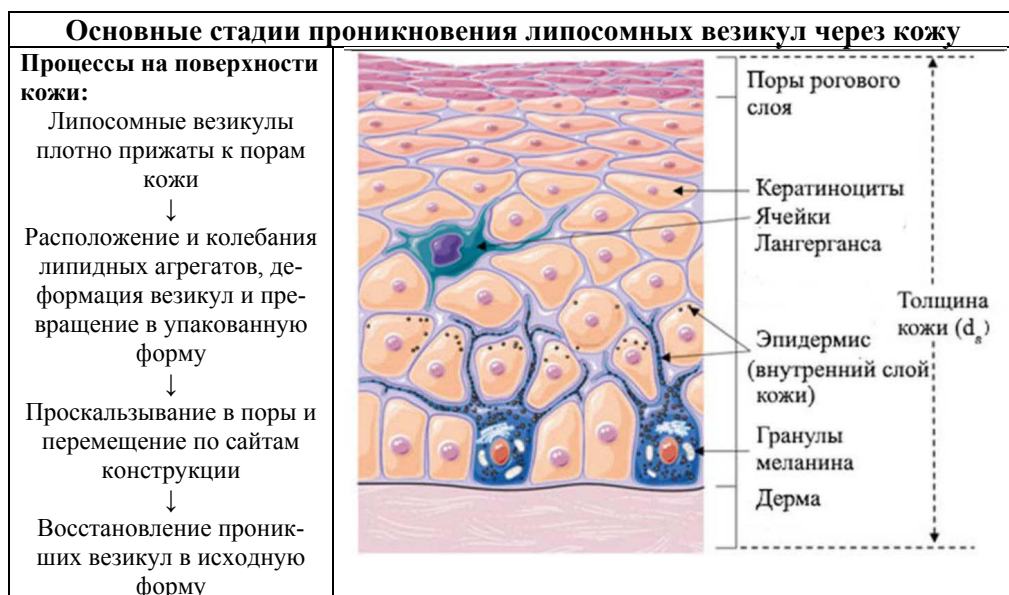 Основные стадии проникновения липосомных везикул через кожу
Процессы на поверхности
кожи:
Липосомные везикулы
плотно прижаты к порам
кожи
↓
Расположение и колебания
липидных агрегатов, де-
формация везикул и пре-
вращение в упакованную
форму
↓
Проскальзывание в поры и
перемещение по сайтам
конструкции
↓
Восстановление проник-
ших везикул в исходную
форму
Поры рогового
слоя
Кератиноциты
Ячейки
Лангерганса
Эпидермис
(внутренний слой
кожи)
Гранулы
меланина
Дерма
Толщина
кожи (ds)